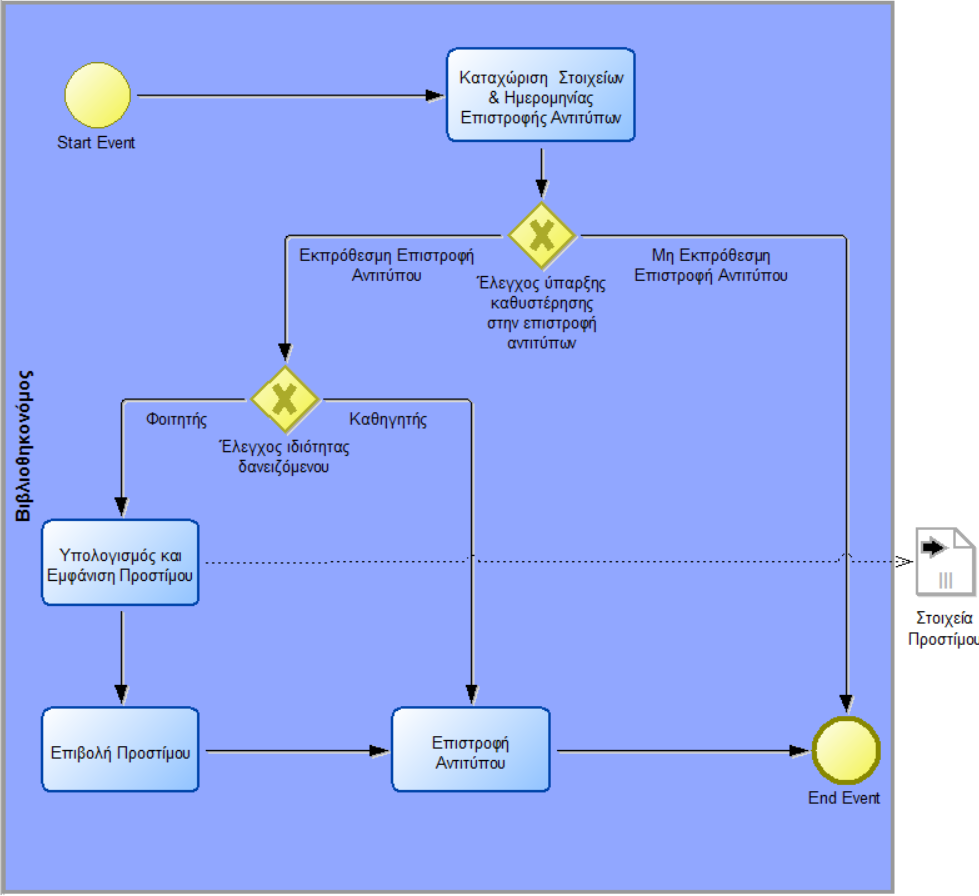 Καταχώριση Στοιχείων
& Ημερομηνίας
Επιστροφής Αντιτύπων
Start Event
Εκπρόθεσμη Επιστροφή
Αντιτύπου
Μη Εκπρόθεσμη
Επιστροφή Αντιτύπου
Έλεγχος ύπαρξης
καθυστέρησης
στην επιστροφή
αντιτύπων
Βιβλιοθηκονόμος
Φοιτητής
Καθηγητής
Έλεγχος ιδιότητας
δανειζόμενου
Υπολογισμός και
Εμφάνιση Προστίμου
Στοιχεία
Προστίμου
Επιβολή Προστίμου
Επιστροφή
Αντιτύπου
End Event